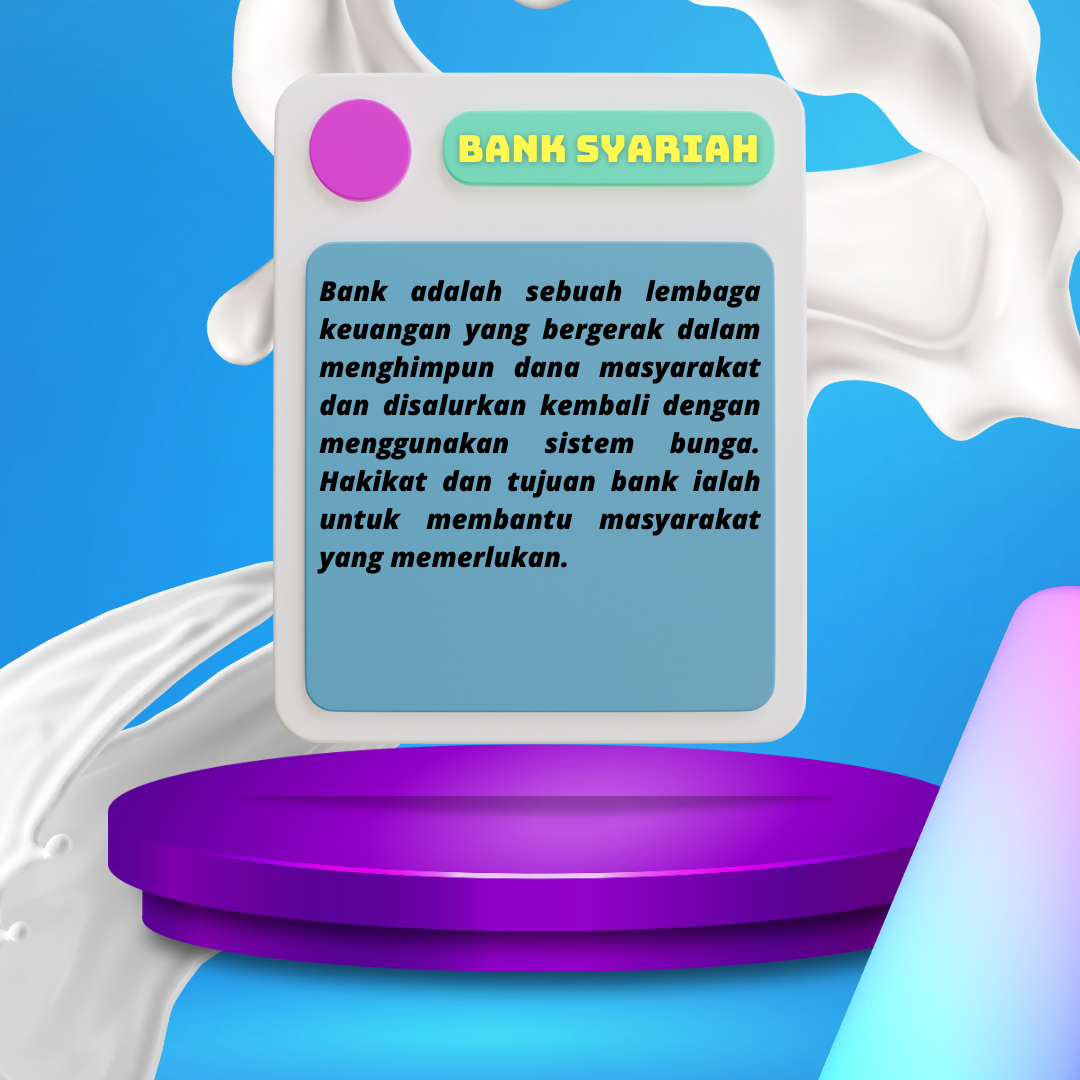 BANK SYARIAH
Bank adalah sebuah lembaga
keuangan yang bergerak dalam
menghimpun dana masyarakat
dan disalurkan kembali dengan
menggunakan sistem bunga.
Hakikat dan tujuan bank ialah
untuk membantu masyarakat
yang memerlukan.